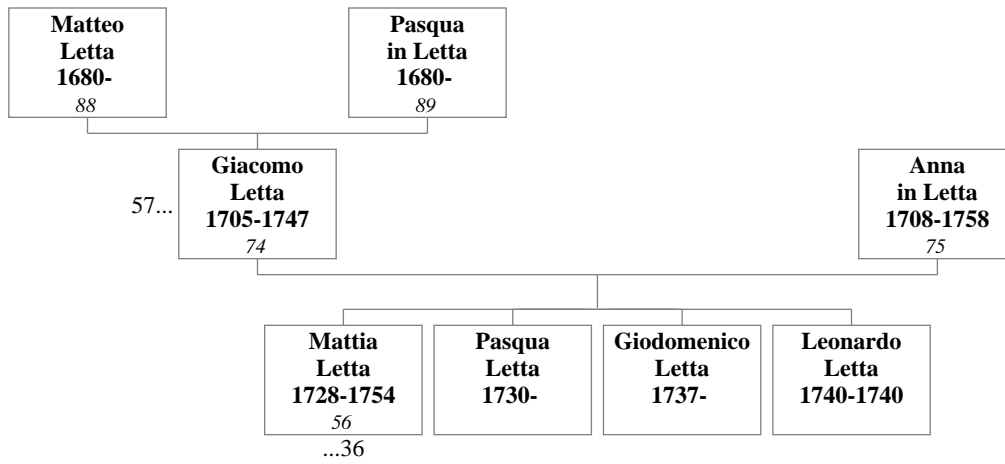 Matteo
Letta
1680-
88
Pasqua
in Letta
1680-
89
57...
Giacomo
Letta
1705-1747
74
Anna
in Letta
1708-1758
75
Mattia
Letta
1728-1754
56
...36
Pasqua
Letta
1730-
Giodomenico
Letta
1737-
Leonardo
Letta
1740-1740